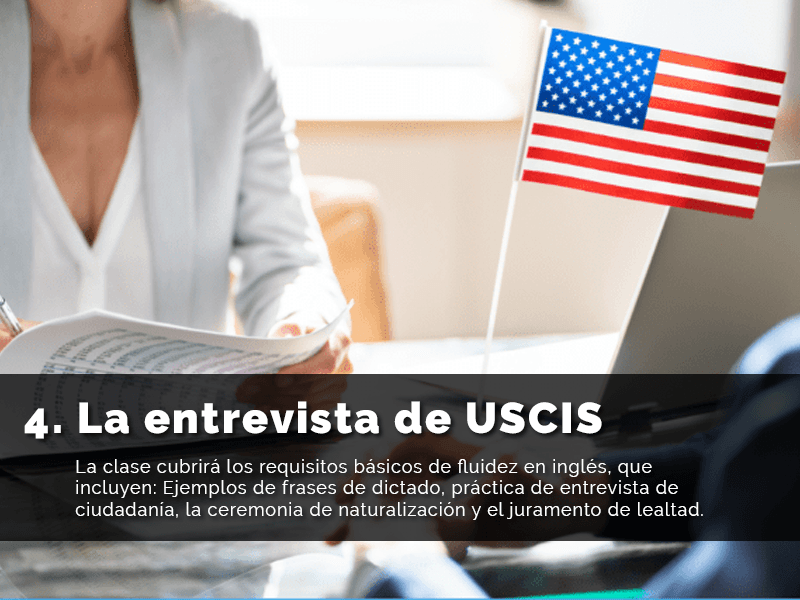 4. La entrevista de USCIS
La clase cubrirá los requisitos básicos de fluidez en inglés, que
incluyen: Ejemplos de frases de dictado, práctica de entrevista de
ciudadanía, la ceremonia de naturalización y el juramento de lealtad.